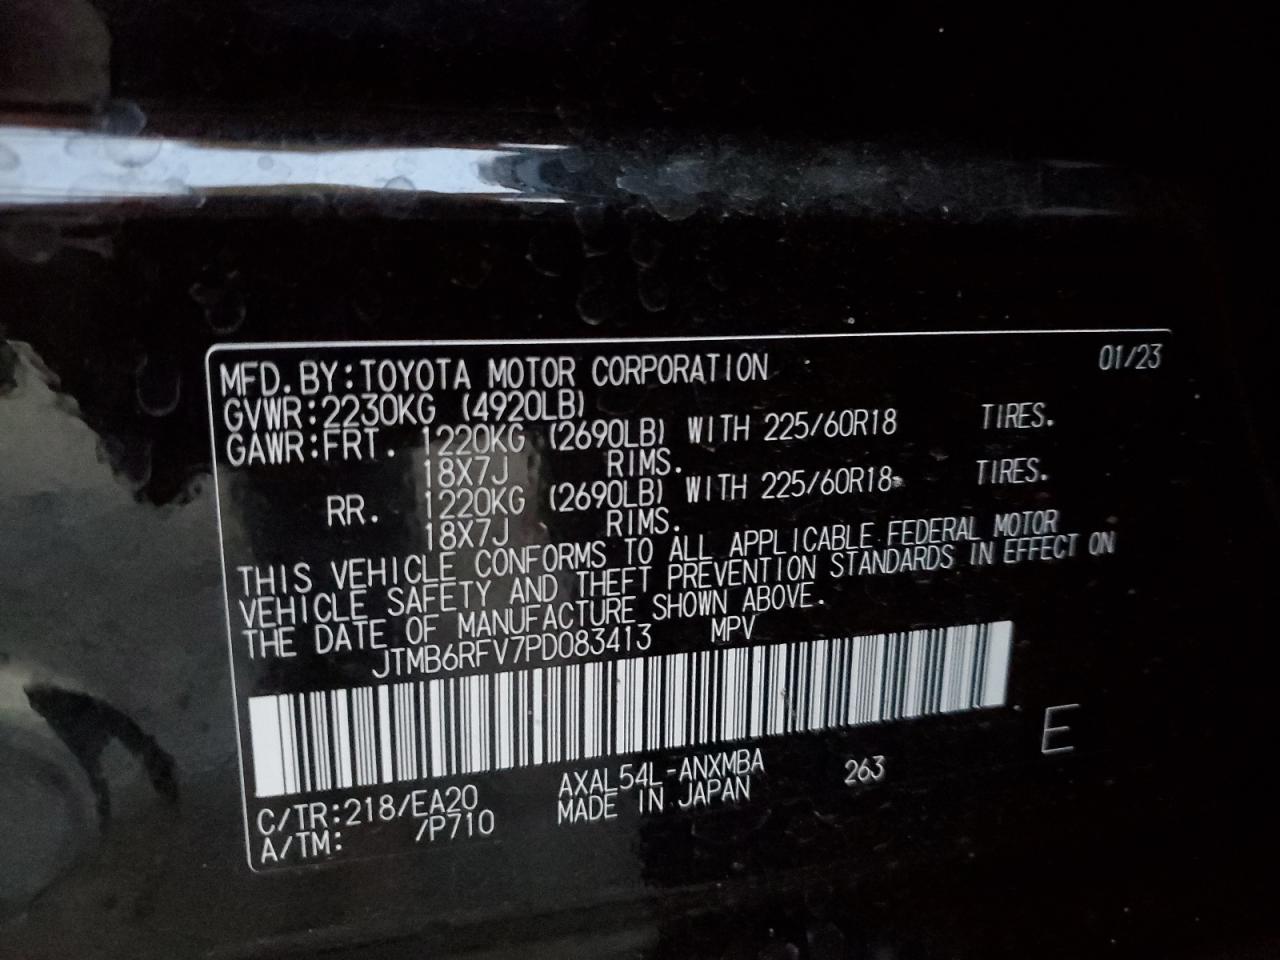 MFD. BY: TOYOTA MOTOR CORPORATION 01/23
GVWR: 2230KG (4920LB)
GAWR: FRT. 1220KG (2690LB) WITH 225/60R18 TIRES.
18X7J RIMS.
RR. 1220KG (2690LB) WITH 225/60R18 TIRES.
18X7J RIMS.
THIS VEHICLE CONFORMS TO ALL APPLICABLE FEDERAL MOTOR
VEHICLE SAFETY AND THEFT PREVENTION STANDARDS IN EFFECT ON
THE DATE OF MANUFACTURE SHOWN ABOVE.
JTMB6RFV7PD083413 MPV
E
C/TR: 218/EA20 AXAL54L-ANXMBA 263
A/TM: /P710 MADE IN JAPAN